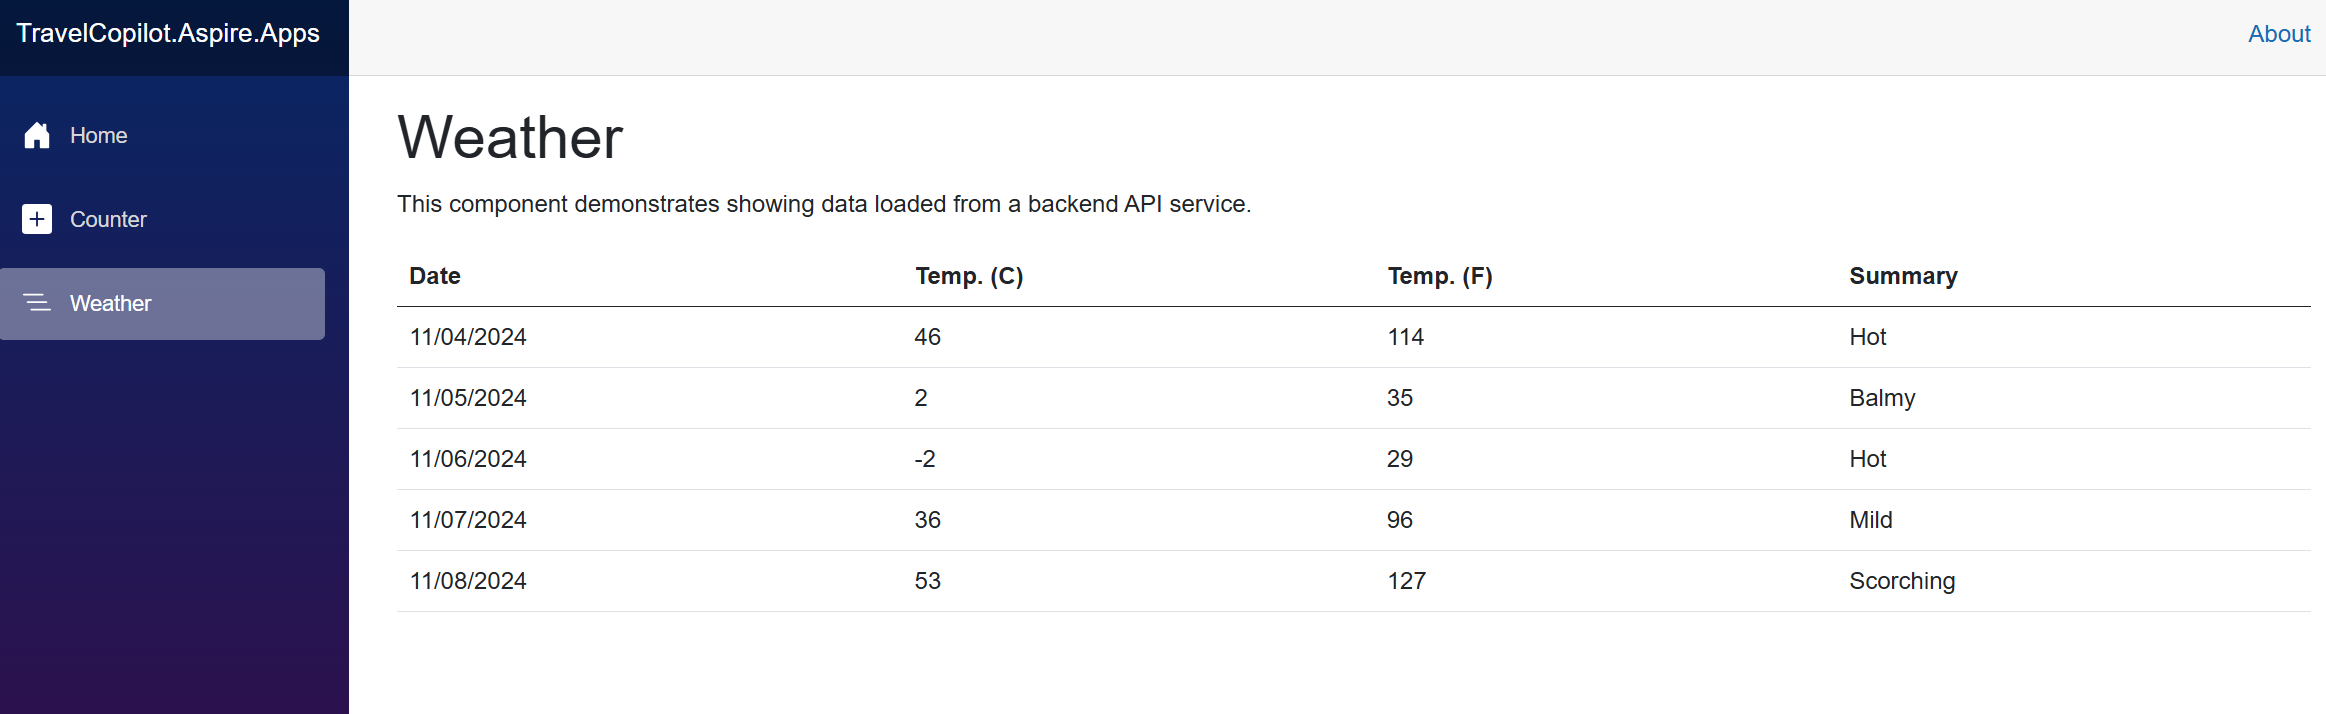 TravelCopilot.Aspire.Apps
About
Home
Counter
Weather
Weather
This component demonstrates showing data loaded from a backend API service.
Date Temp. (C) Temp. (F) Summary
11/04/2024 46 114 Hot
11/05/2024 2 35 Balmy
11/06/2024 -2 29 Hot
11/07/2024 36 96 Mild
11/08/2024 53 127 Scorching